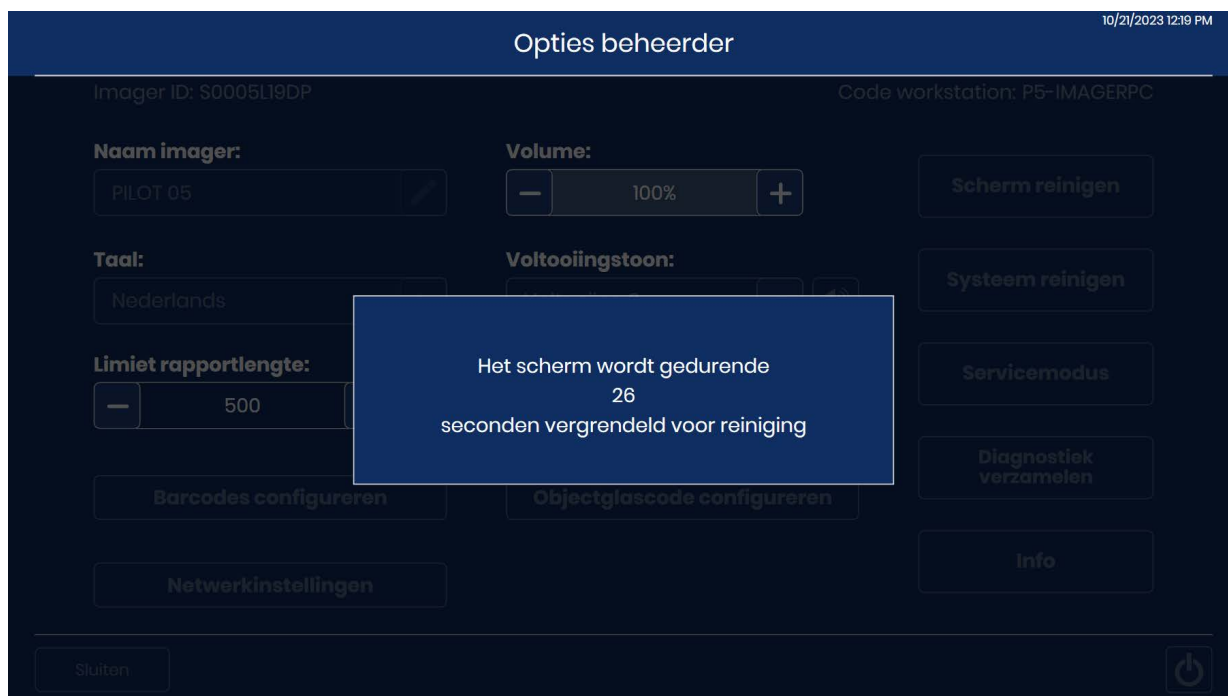 10/21/2023 12:19 PM
Opties beheerder
Imager ID: S0005L19DP
Code workstation: P5-IMAGERPC
Naam imager:
PILOT 05
Volume:
100%
Scherm reinigen
Taal:
Nederlands
Voltooiingstoon:
Systeem reinigen
Het scherm wordt gedurende
26
seconden vergrendeld voor reiniging
Limiet rapportlengte:
500
Servicemodus
Barcodes configureren
Objectglascode configureren
Diagnostiek
verzamelen
Netwerkinstellingen
Info
Sluiten